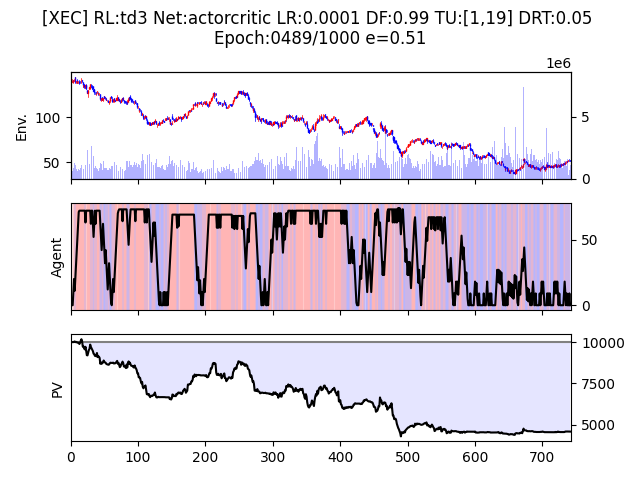 [XEC] RL:td3 Net:actorcritic LR:0.0001 DF:0.99 TU:[1,19] DRT:0.05
Epoch:0489/1000 e=0.51
1e6
Env.
100
50
5
0
Agent
50
0
PV
10000
7500
5000
0 100 200 300 400 500 600 700